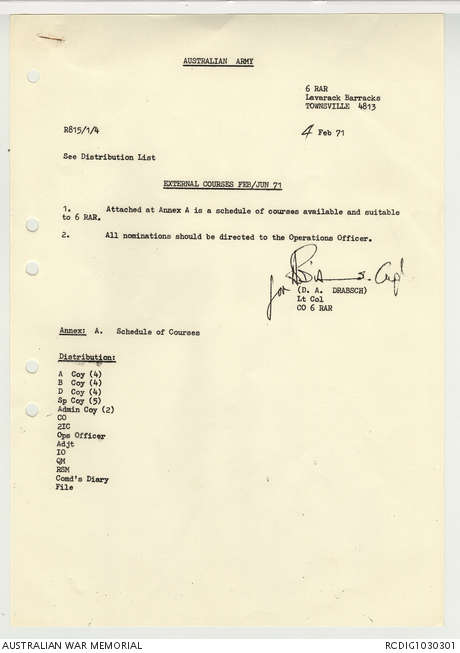 AUSTRALIAN ARMY
6 RAR
Lavarack Barracks
TOWNSVILLE 4813
R815/1/4
4 Feb 71
See Distribution List
EXTERNAL COURSES FEB/JUN 71
1. Attached at Annex A is a schedule of courses available and suitable
to 6 RAR.
2. All nominations should be directed to the Operations Officer.
for
Capt
(D. A. DRABSCH)
Lt Col
CO 6 RAR
Annex: A. Schedule of Courses
Distribution:
A Coy (4)
B Coy (4)
D Coy (4)
Sp Coy (5)
Admin Coy (2)
CO
2IC
Ops Officer
Adjt
IO
QM
RSM
Comd's Diary
File
AUSTRALIAN WAR MEMORIAL
RCDIG1030301